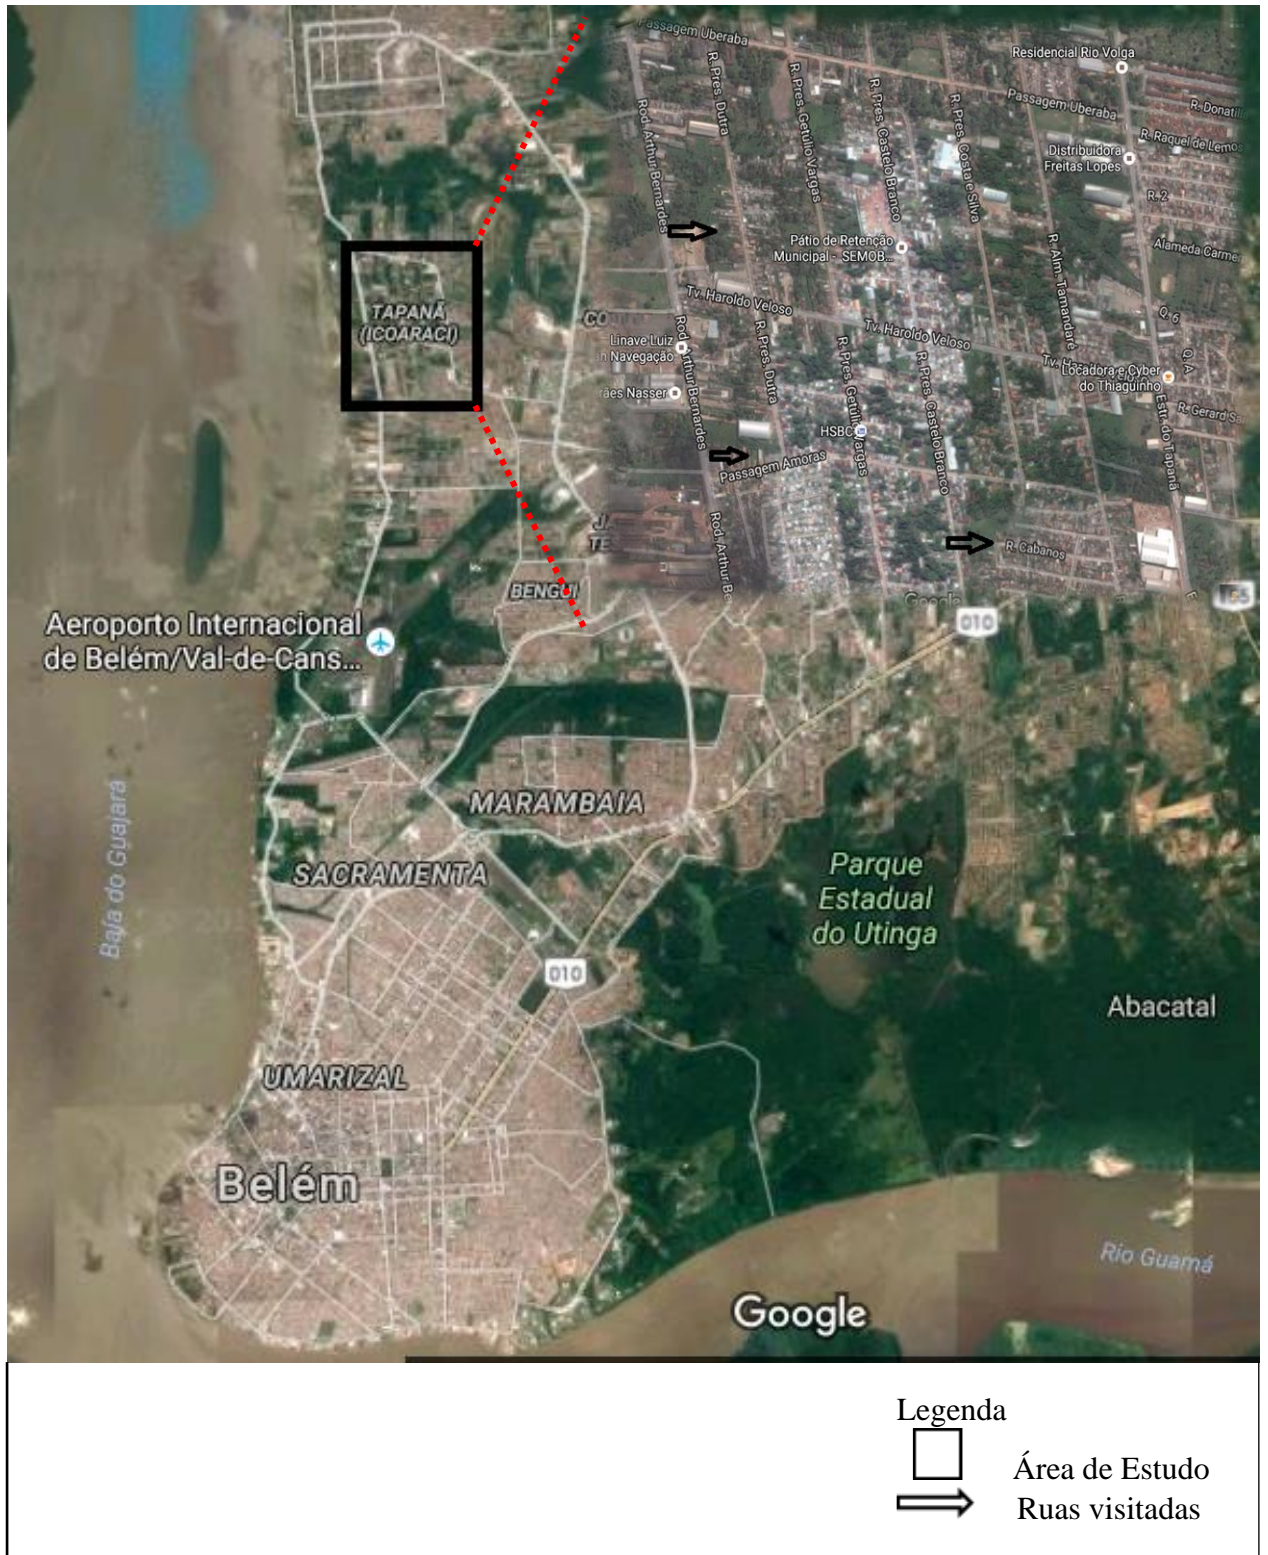 Passagem Uberaba
Residencial Rio Volga
R. Pres. Dutra
R. Pres. Getúlio Vargas
R. Pres. Castelo Branco
R. Pres. Costa e Silva
Rod. Arthur Bernardes
Passagem Uberaba
R. Raquel de Lemos
Distribuidora
Freitas Lopes
R. 2
Pátio de Retenção
Municipal - SEMOB...
R. Alm. Tamandaré
Tv. Haroldo Veloso
TAPANÃ
(ICOARACI)
CO
Q. 6
Tv. Haroldo Veloso
Linave Luiz
n Navegação
Rod. Arthur Bernardes
R. Pres. Dutra
R. Pres. Getúlio Vargas
R. Pres. Castelo Branco
Q. A
Locadora e Cyber
do Thiaguinho
Nasser
R. Gerard S...
HSBC
Estr. do Tapanã
Passagem Amoras
Rod. Arthur Be
R. Cabanos
BENGUI
Google
010
Aeroporto Internacional
de Belém/Val-de-Cans...
MARAMBAIA
Baía do Guajará
SACRAMENTA
Parque
Estadual
do Utinga
010
Abacatal
UMARIZAL
Belém
Rio Guamá
Google
Legenda
Área de Estudo
Ruas visitadas